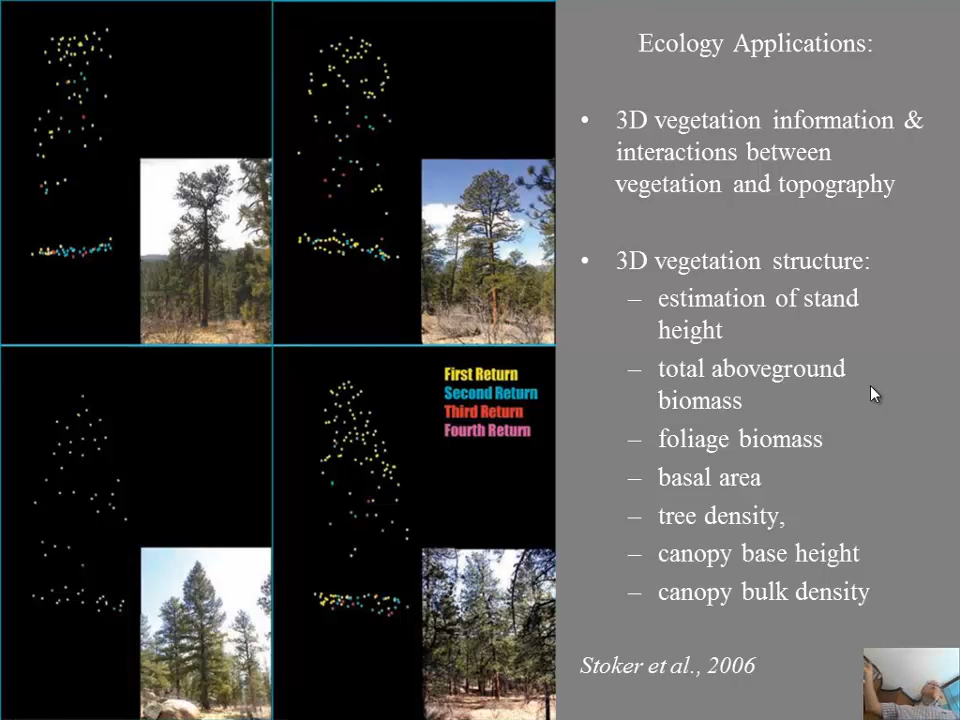 First Return
Second Return
Third Return
Fourth Return
Ecology Applications:
• 3D vegetation information &
interactions between
vegetation and topography
• 3D vegetation structure:
– estimation of stand
height
– total aboveground
biomass
– foliage biomass
– basal area
– tree density,
– canopy base height
– canopy bulk density
Stoker et al., 2006